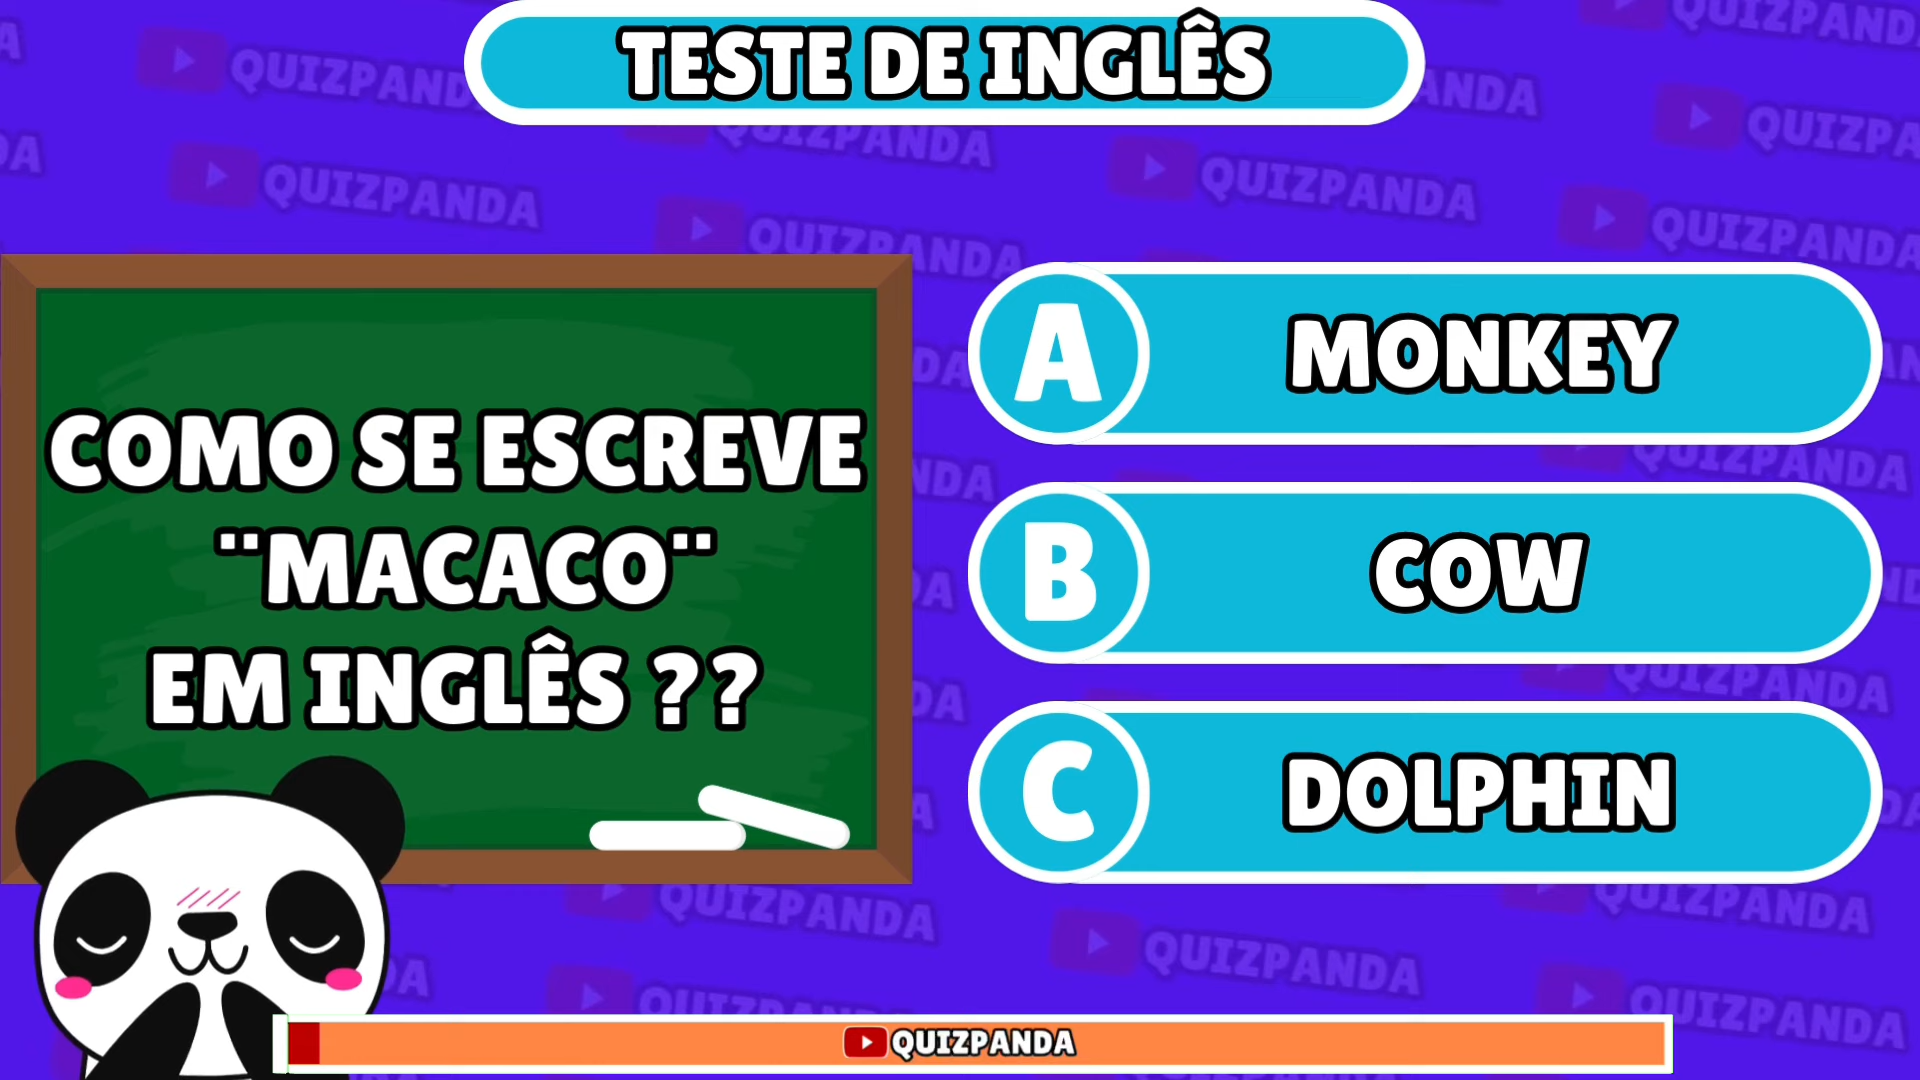 TESTE DE INGLÊS
COMO SE ESCREVE
¨MACACO¨
EM INGLÊS ??
A MONKEY
B COW
C DOLPHIN
QUIZPANDA